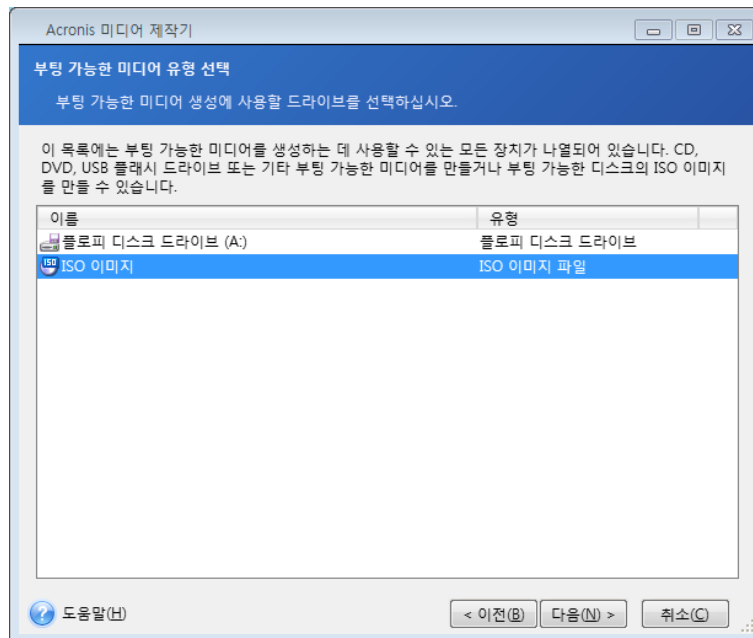 Acronis 미디어 제작기
부팅 가능한 미디어 유형 선택
부팅 가능한 미디어 생성에 사용할 드라이브를 선택하십시오.
이 목록에는 부팅 가능한 미디어를 생성하는 데 사용할 수 있는 모든 장치가 나열되어 있습니다. CD,
DVD, USB 플래시 드라이브 또는 기타 부팅 가능한 미디어를 만들거나 부팅 가능한 디스크의 ISO 이미지
를 만들 수 있습니다.
이름 유형
플로피 디스크 드라이브 (A:) 플로피 디스크 드라이브
ISO ISO 이미지 ISO 이미지 파일
도움말(H) < 이전(B) 다음(N) > 취소(C)